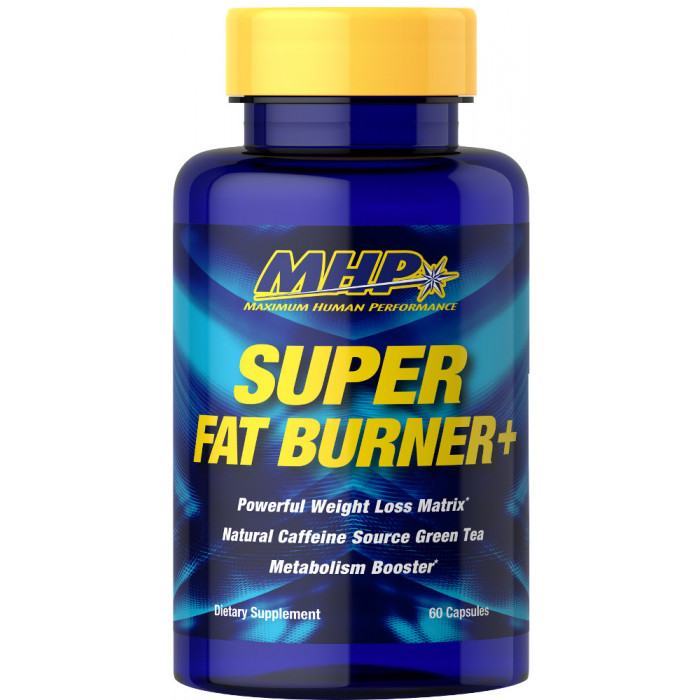 MHP
MAXIMUM HUMAN PERFORMANCE
SUPER
FAT BURNER+
Powerful Weight Loss Matrix*
Natural Caffeine Source Green Tea
Metabolism Booster*
Dietary Supplement 60 Capsules